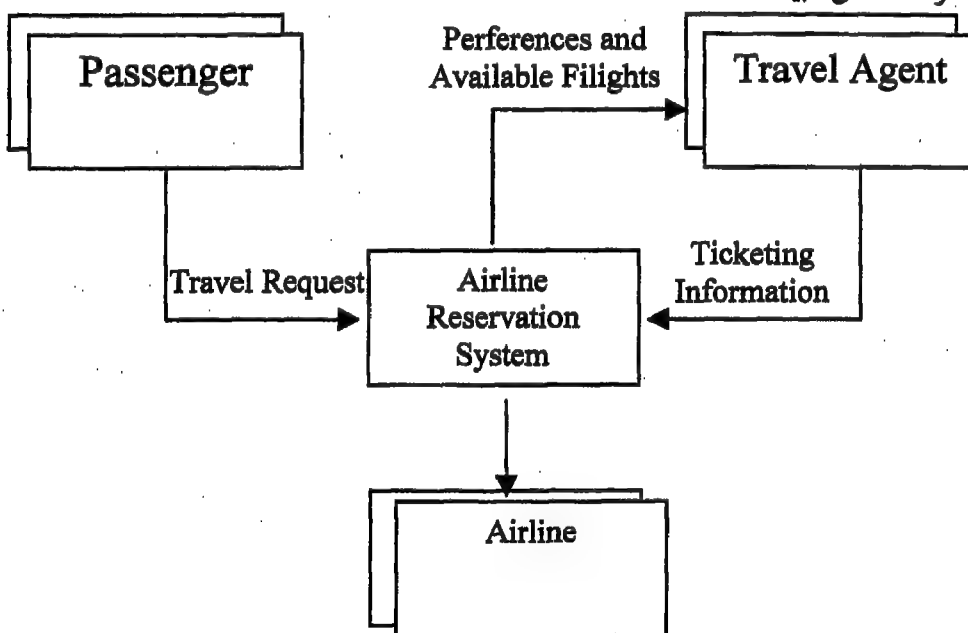 Passenger
Perferences and
Available Filights
Travel Agent
Travel Request
Airline
Reservation
System
Ticketing
Information
Airline